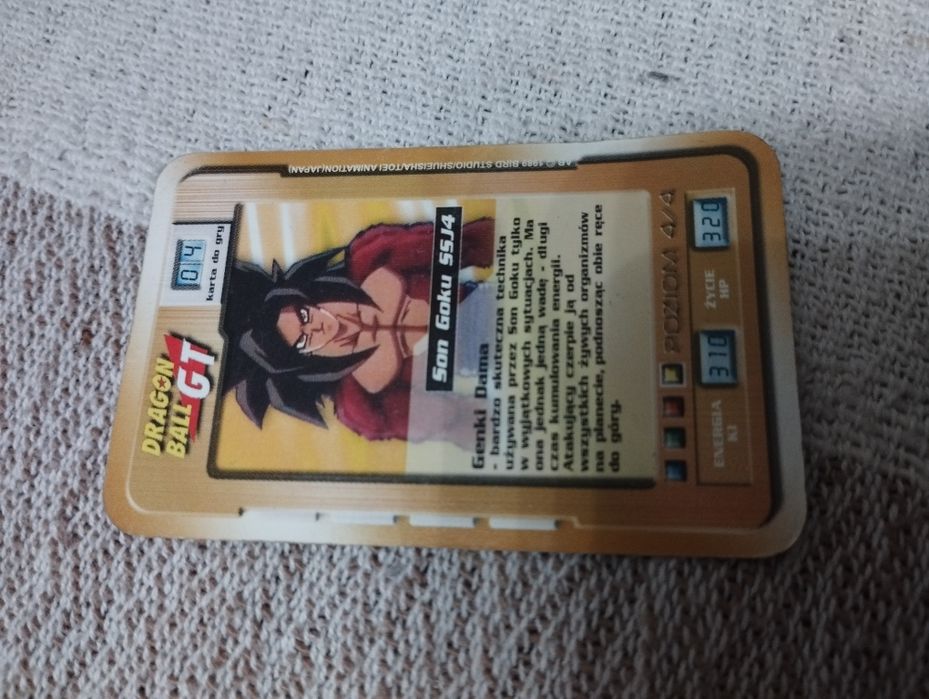 DRAGON
BALL
GT
04
karta do gry
AB © 1989 BIRD STUDIO/SHUEISHA/TOEI ANIMATION(JAPAN)
Son Goku SSJ4
Genki Dama
- bardzo skuteczna technika
używana przez Son Goku tylko
w wyjątkowych sytuacjach. Ma
ona jednak jedną wadę - długi
czas kumulowania energii.
Atakujący czerpie ją od
wszystkich żywych organizmów
na planecie, podnosząc obie ręce
do góry.
POZIOM 4/4
ENERGIA
KI
310
ŻYCIE
HP
320